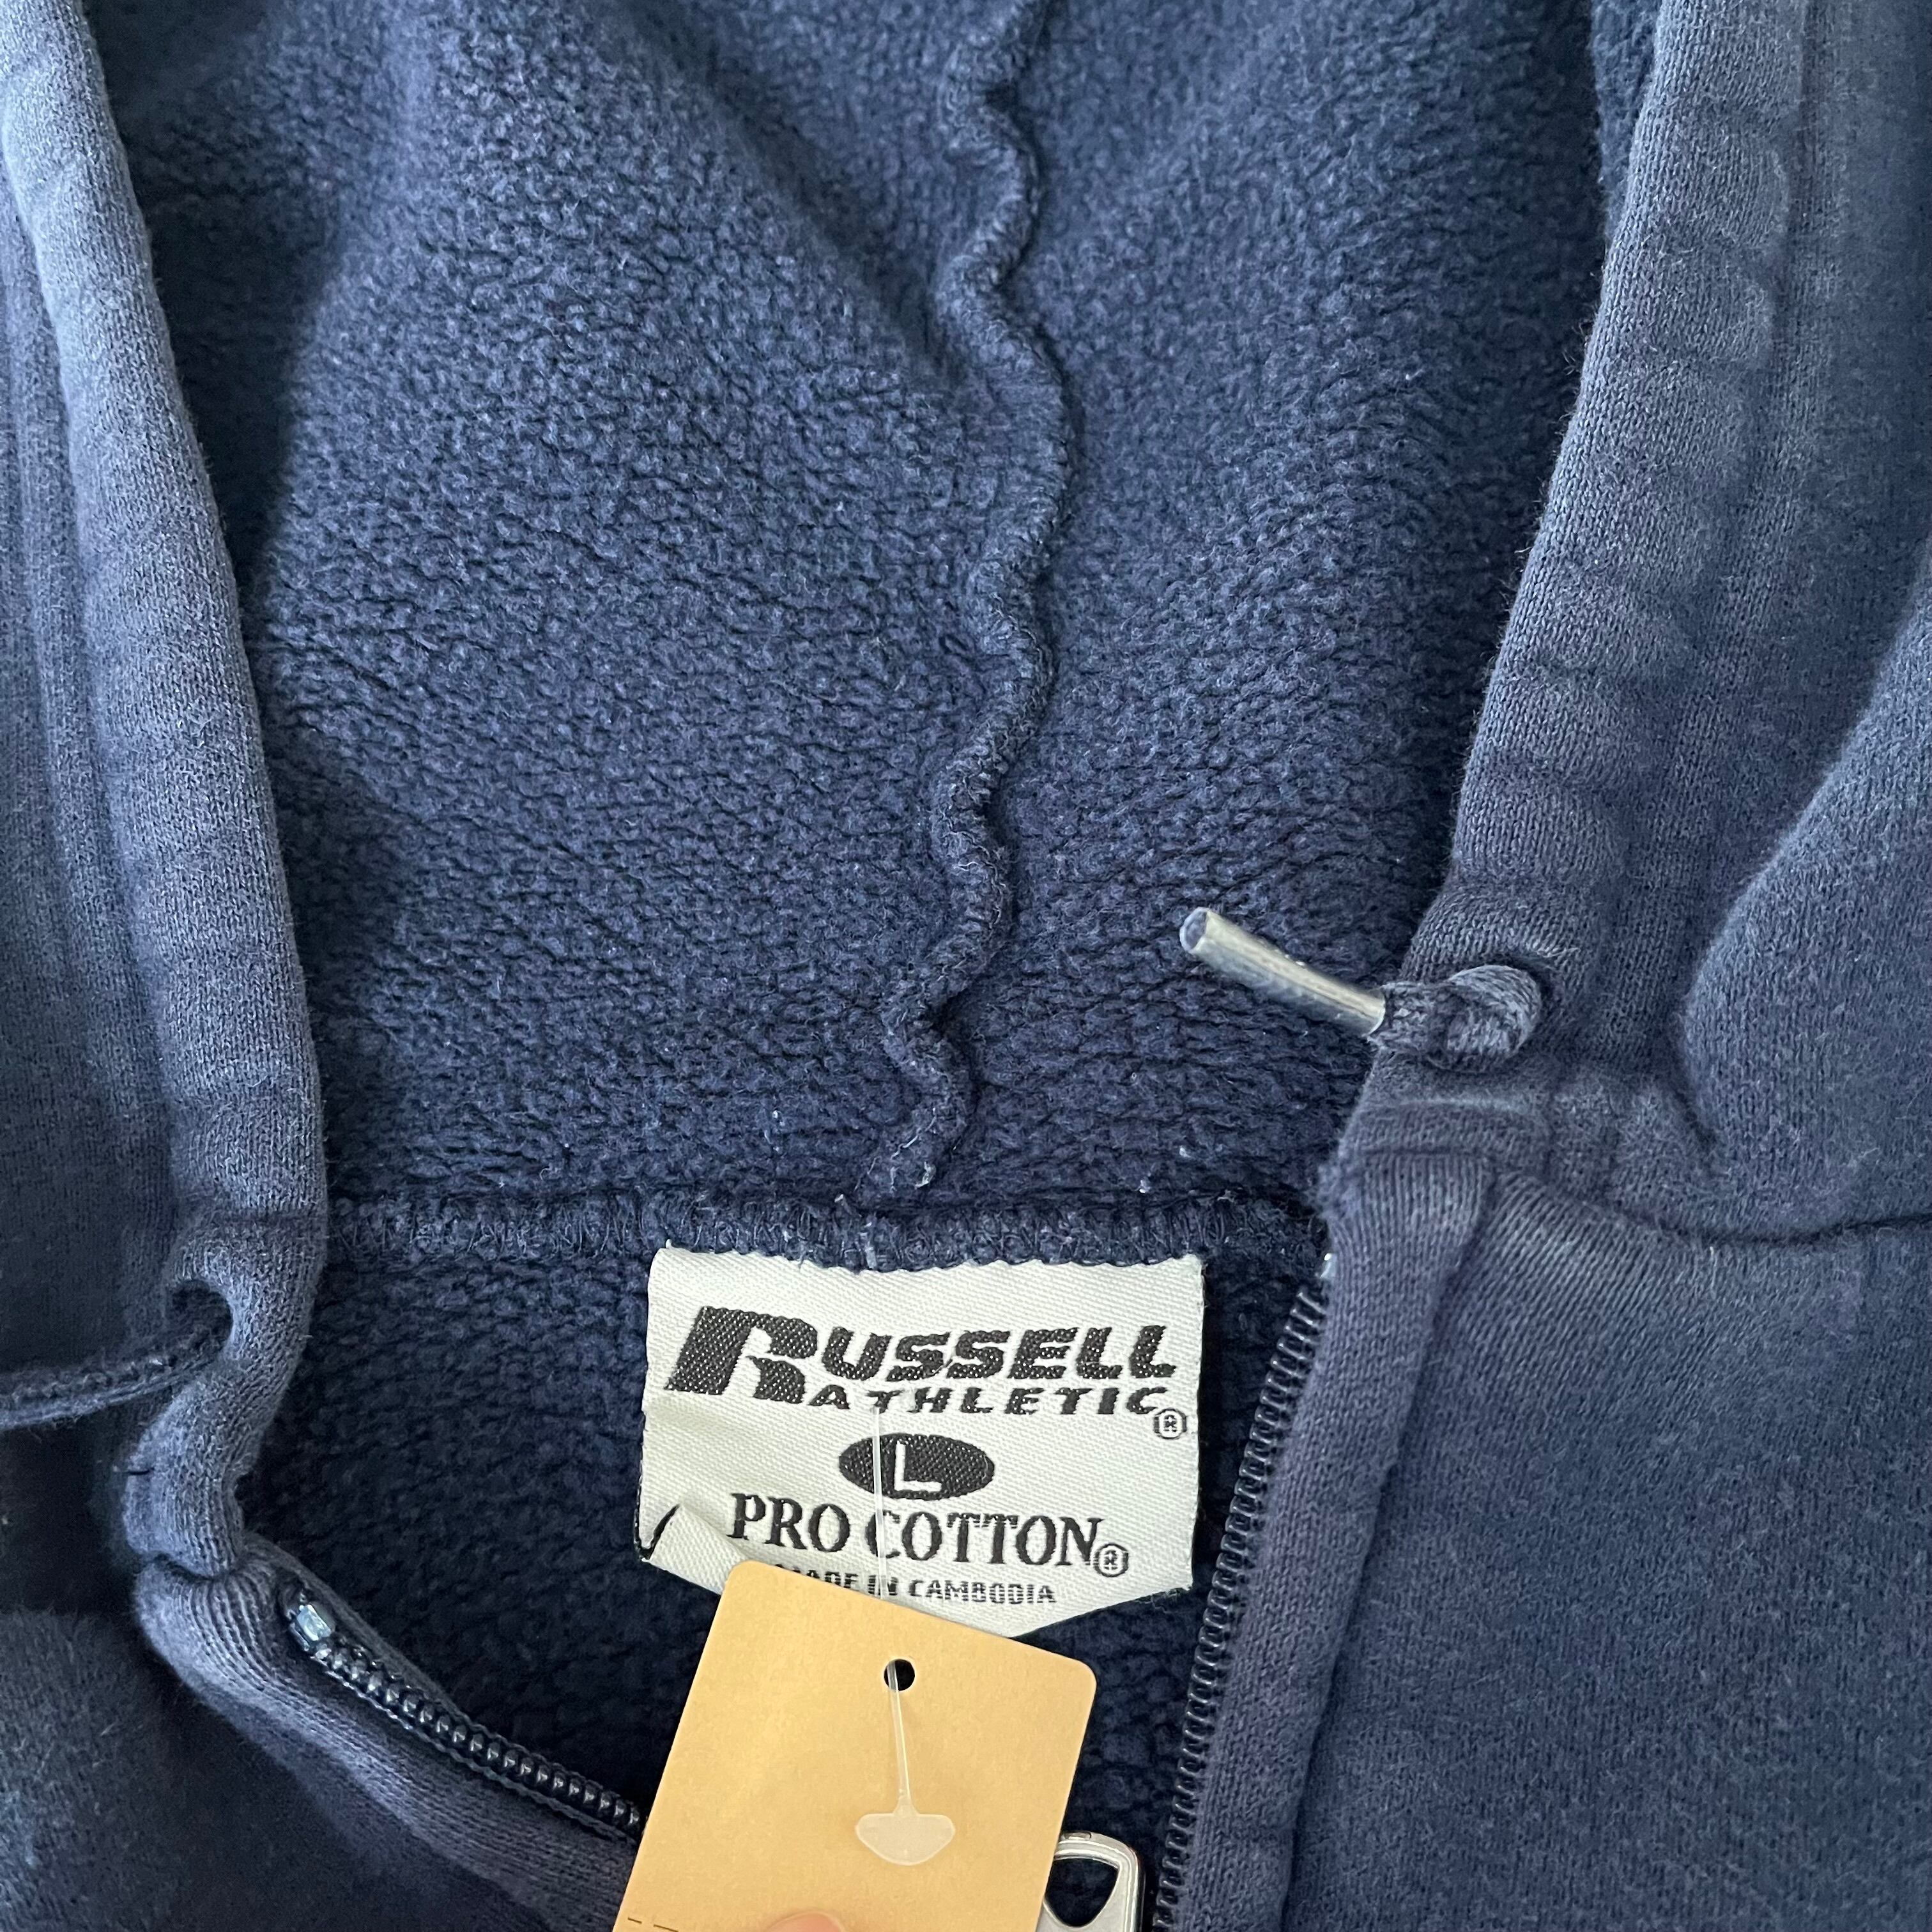 RUSSELL
ATHLETIC®
L
PRO COTTON®
MADE IN CAMBODIA